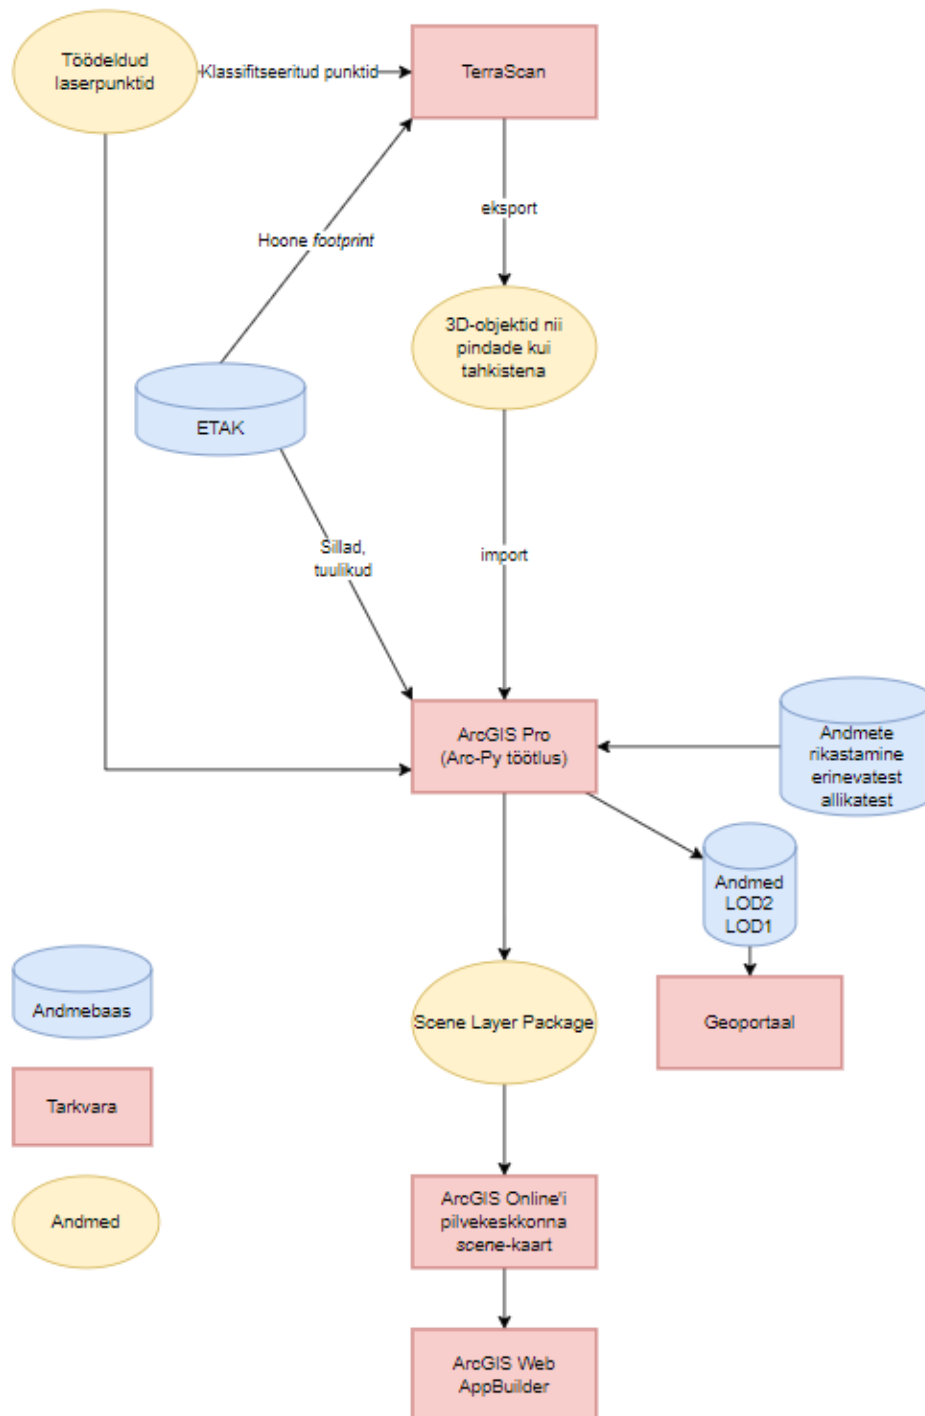 Töödeldud
laserpunktid
Klassifitseeritud punktid
TerraScan
eksport
Hoone footprint
3D-objektid nii
pindade kui
tahkistena
ETAK
Sillad,
tuulikud
import
ArcGIS Pro
(Arc-Py töötlus)
Andmete
rikastamine
erinevatest
allikatest
Andmed
LOD2
LOD1
Andmebaas
Scene Layer Package
Geoportaal
Tarkvara
Andmed
ArcGIS Online'i
pilvekeskkonna
scene-kaart
ArcGIS Web
AppBuilder